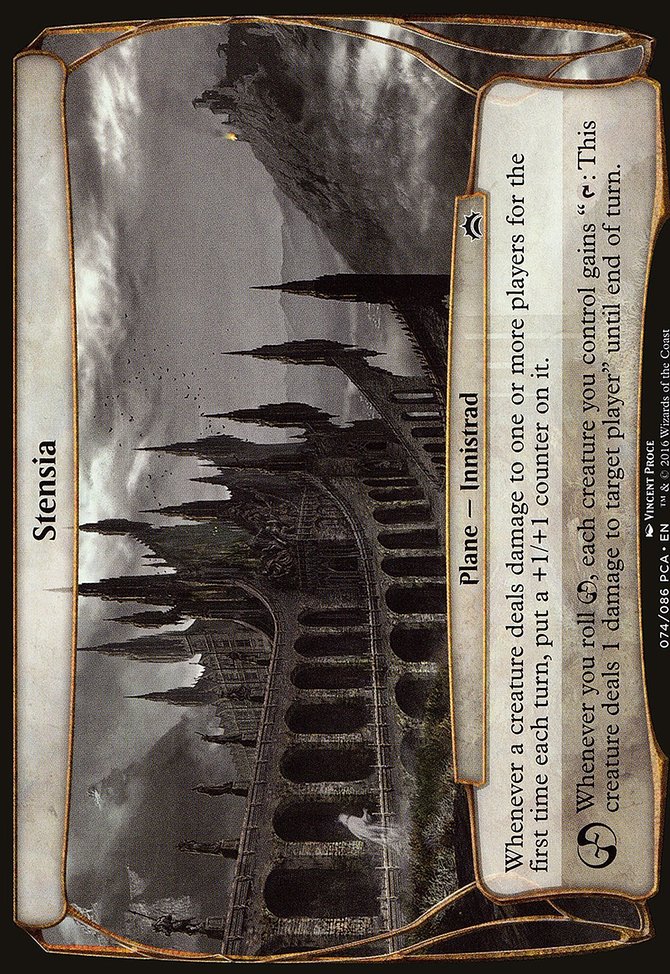 Stensia
Plane — Innistrad
Whenever a creature deals damage to one or more players for the
first time each turn, put a +1/+1 counter on it.
Whenever you roll , each creature you control gains “ : This
creature deals 1 damage to target player” until end of turn.
Vincent Proce
074/086 PCA • EN ™ & © 2016 Wizards of the Coast